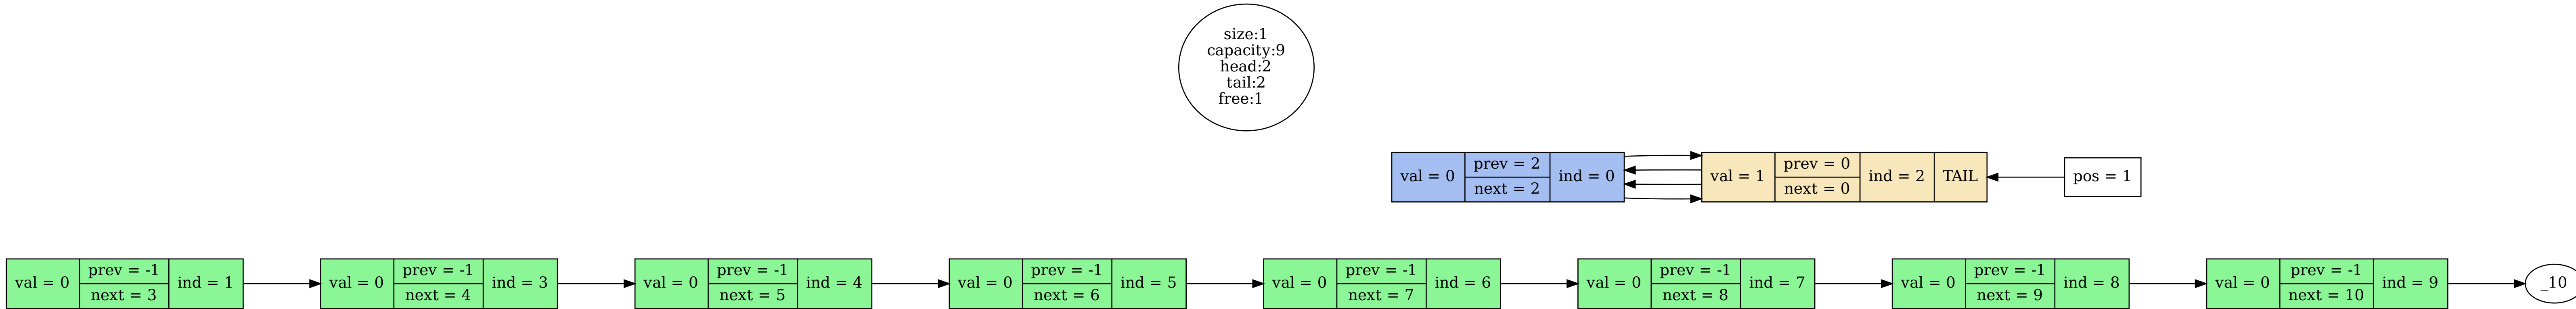 size:1
capacity:9
head:2
tail:2
free:1
val = 0
prev = 2
next = 2
ind = 0
val = 1
prev = 0
next = 0
ind = 2
TAIL
pos = 1
val = 0
prev = -1
next = 3
ind = 1
val = 0
prev = -1
next = 4
ind = 3
val = 0
prev = -1
next = 5
ind = 4
val = 0
prev = -1
next = 6
ind = 5
val = 0
prev = -1
next = 7
ind = 6
val = 0
prev = -1
next = 8
ind = 7
val = 0
prev = -1
next = 9
ind = 8
val = 0
prev = -1
next = 10
ind = 9
_10